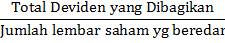 Total Deviden yang Dibagikan
Jumlah lembar saham yg beredar